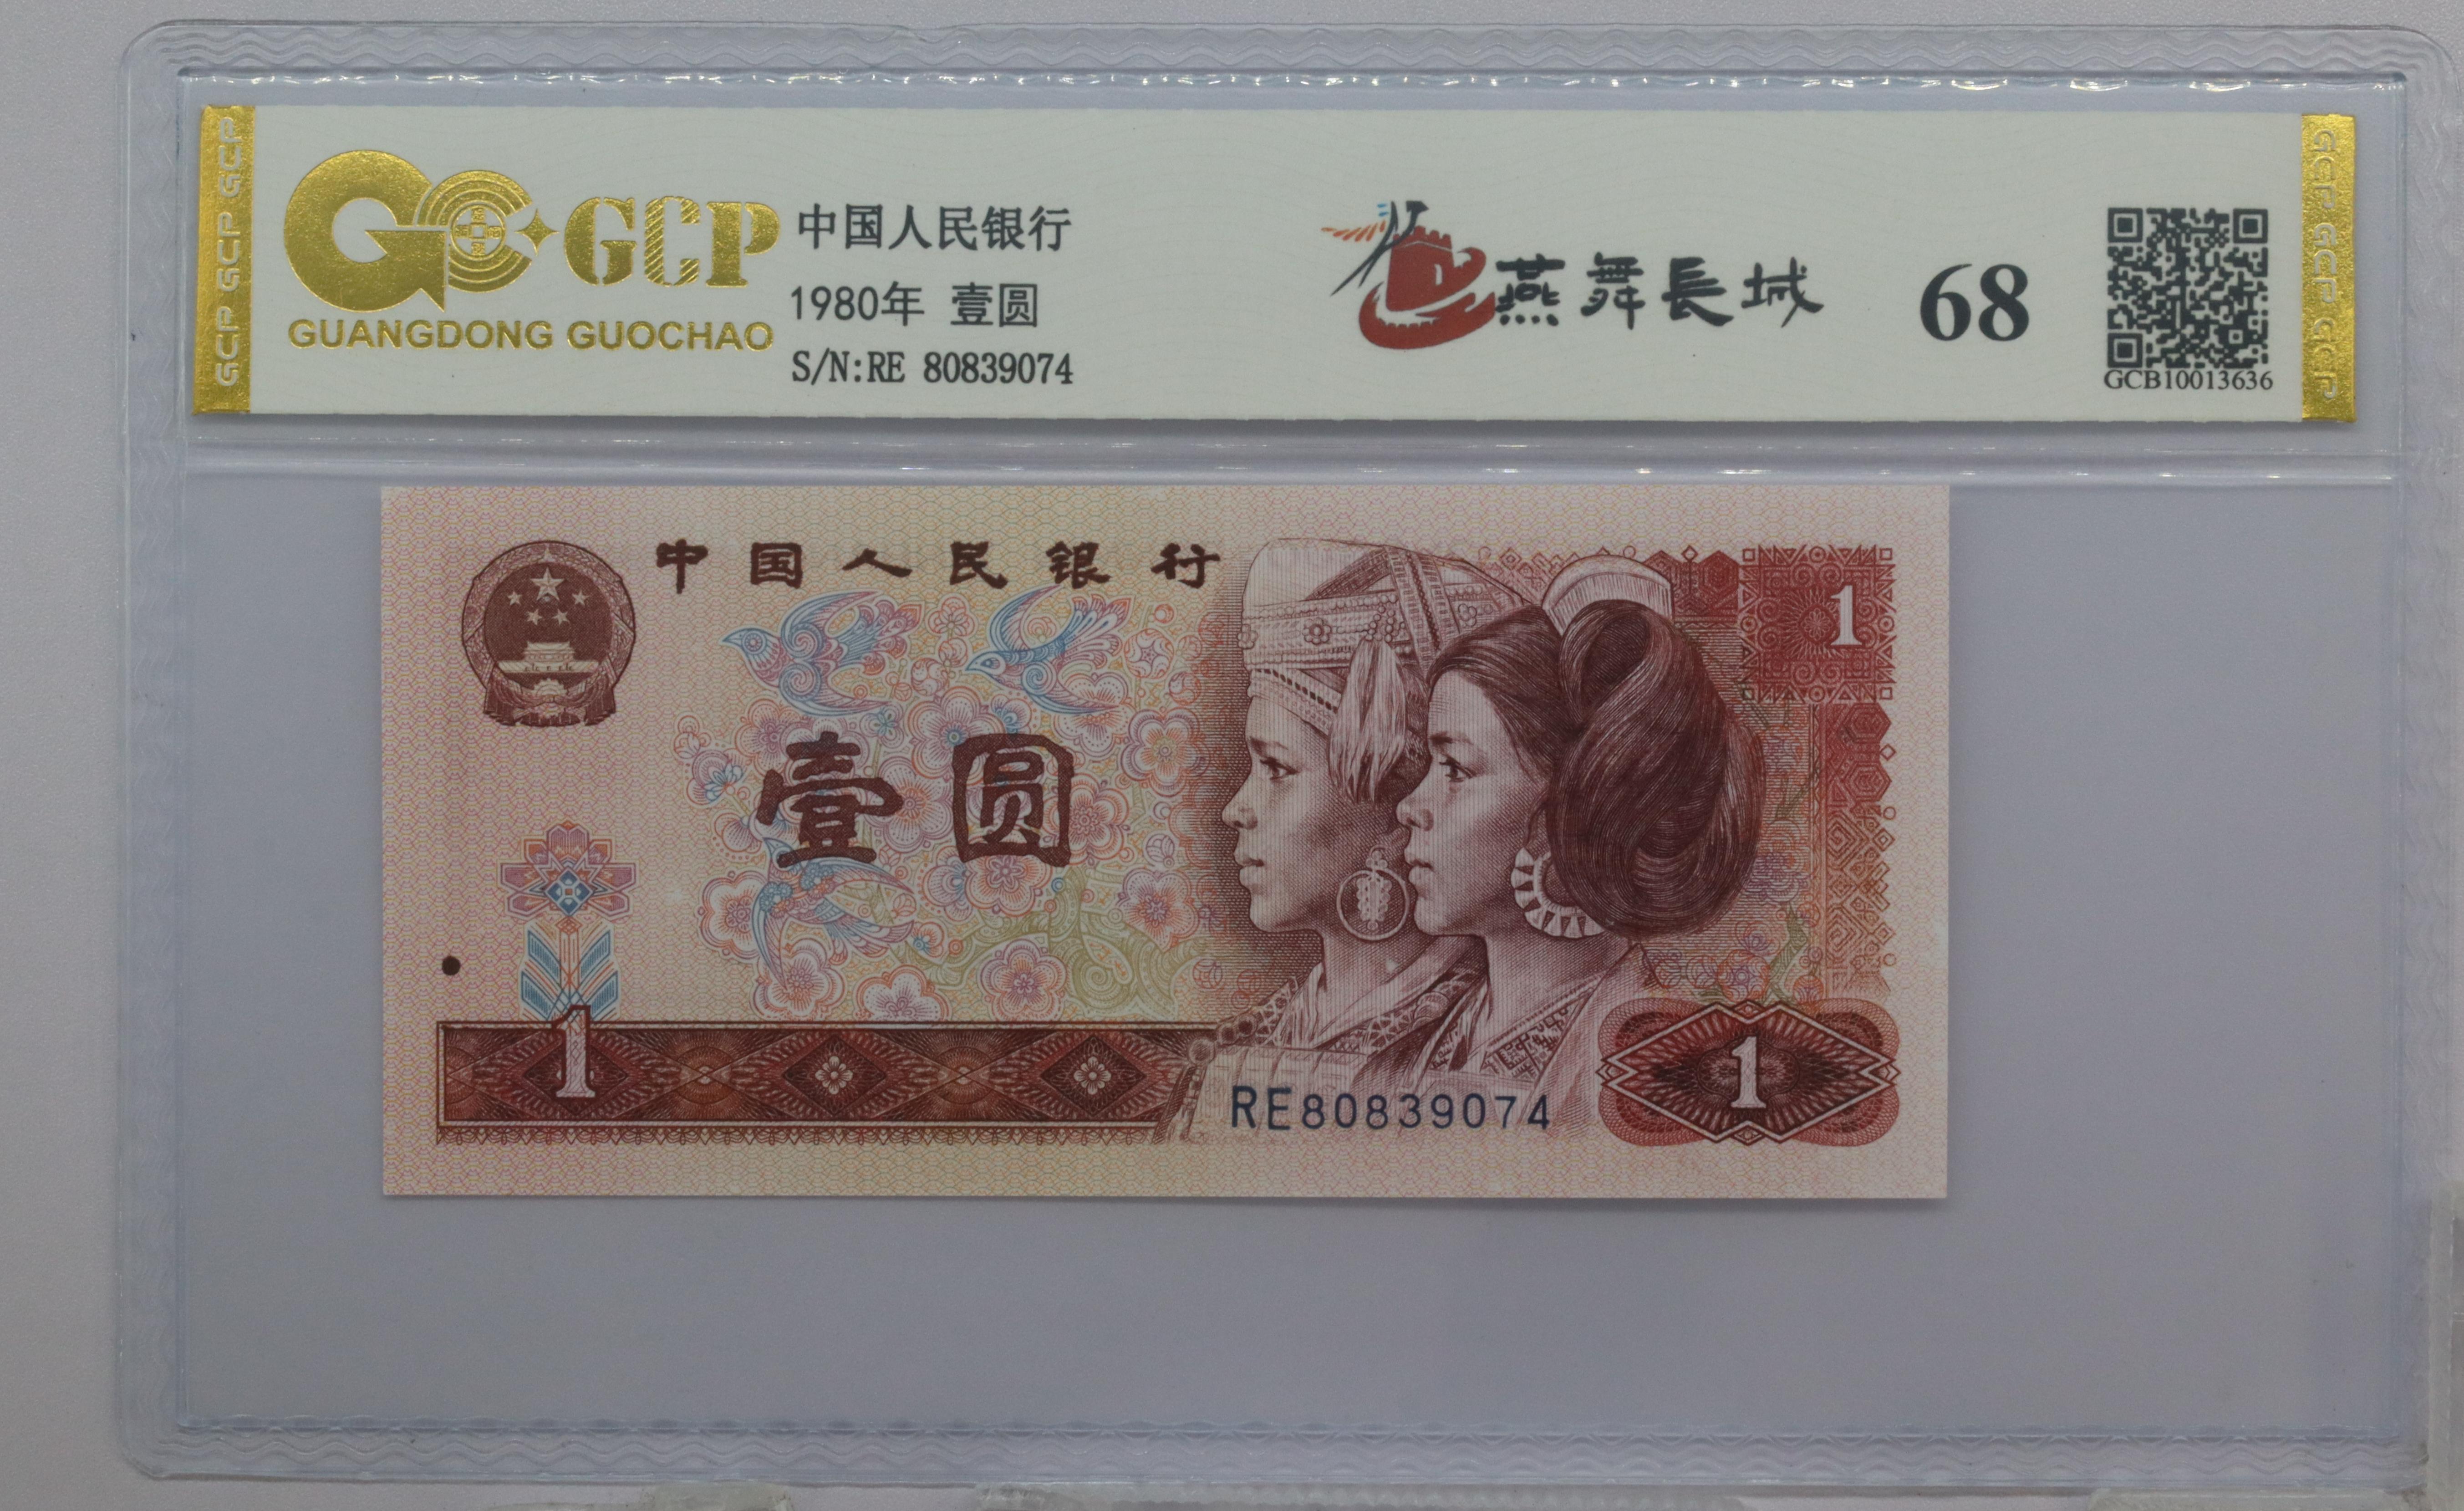 GCP GCP GCP GCP
GCP
GUANGDONG GUOCHAO
中国人民银行
1980年 壹圆
S/N:RE 80839074
燕舞長城
68
GCB10013636
GCP GCP GCP GCP
中国人民银行
1
壹圆
1
RE80839074
1